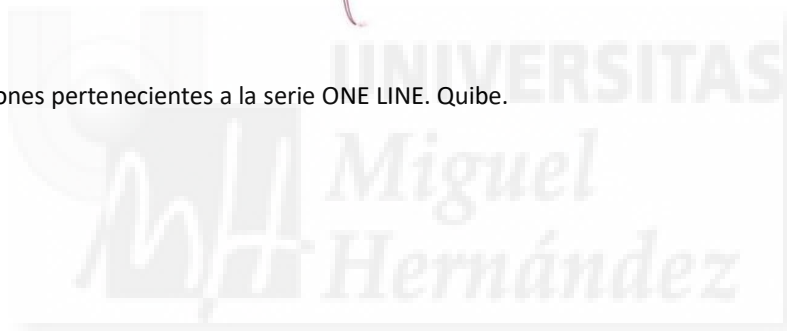 ones pertenecientes a la serie ONE LINE. Quibe.
UNIVERSITAS
Miguel
Hernández